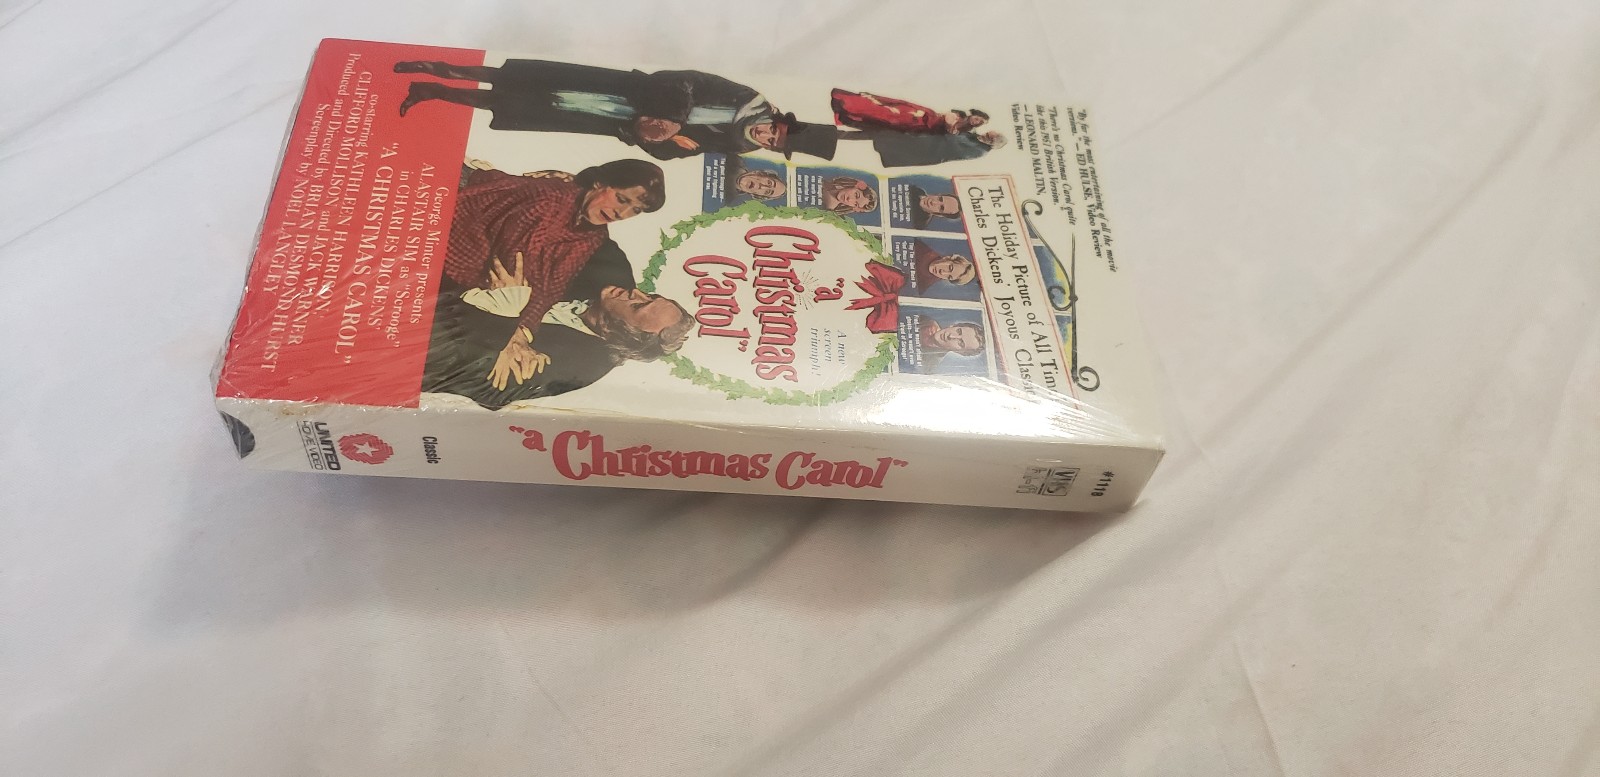 "By far the most entertaining of all the movie
versions." — ED HULSE, Video Review
"There's no Christmas Carol quite
like this 1951 British Version."
— LEONARD MALTIN,
Video Review
The Holiday Picture of All Time
Charles Dickens' Joyous Classic
A new
screen
triumph!
"a
Christmas
Carol"
George Minter presents
ALASTAIR SIM as "Scrooge"
in CHARLES DICKENS'
"A CHRISTMAS CAROL"
co-starring KATHLEEN HARRISON,
CLIFFORD MOLLISON and JACK WARNER
Produced and Directed by BRIAN DESMOND HURST
Screenplay by NOEL LANGLEY
UNITED
HOME VIDEO
Classic
"a Christmas Carol"
VHS
#1118